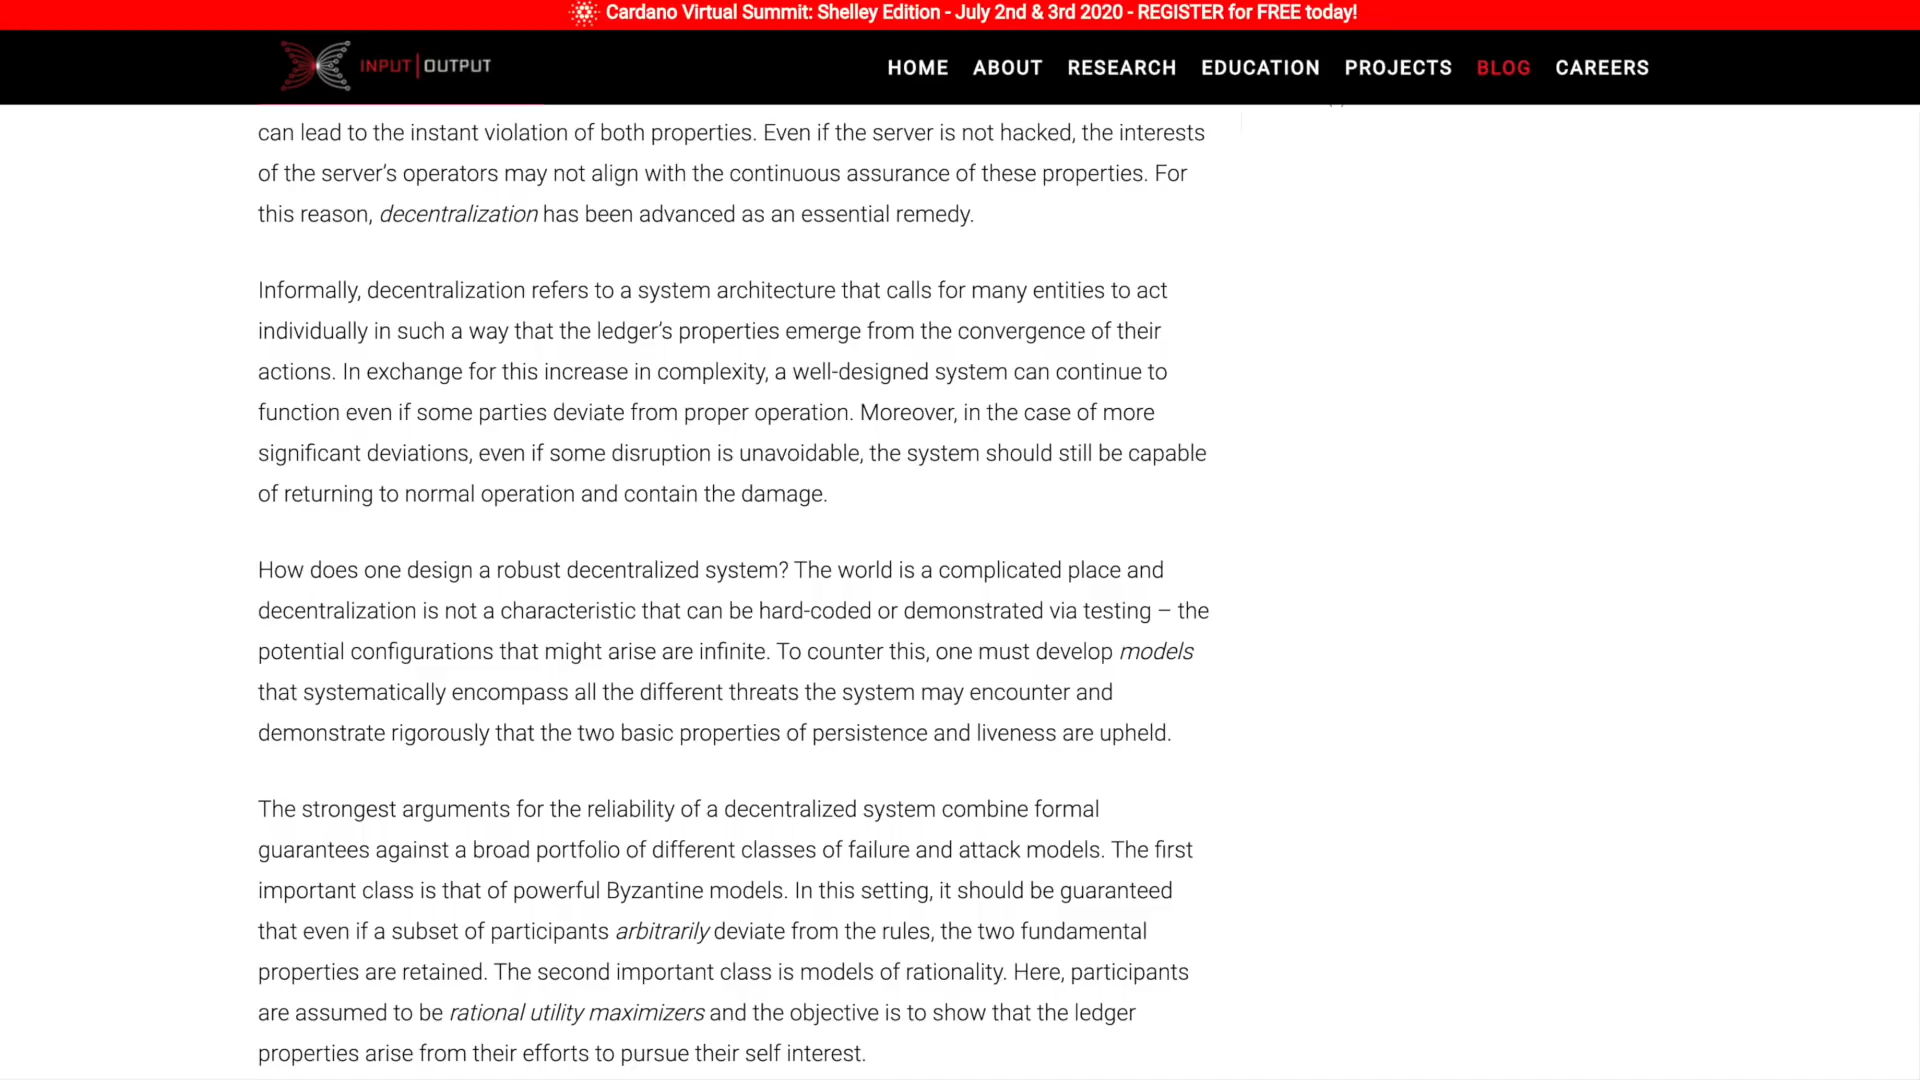 Cardano Virtual Summit: Shelley Edition - July 2nd & 3rd 2020 - REGISTER for FREE today!
INPUT|OUTPUT
HOME ABOUT RESEARCH EDUCATION PROJECTS BLOG CAREERS
can lead to the instant violation of both properties. Even if the server is not hacked, the interests
of the server’s operators may not align with the continuous assurance of these properties. For
this reason, decentralization has been advanced as an essential remedy.
Informally, decentralization refers to a system architecture that calls for many entities to act
individually in such a way that the ledger’s properties emerge from the convergence of their
actions. In exchange for this increase in complexity, a well-designed system can continue to
function even if some parties deviate from proper operation. Moreover, in the case of more
significant deviations, even if some disruption is unavoidable, the system should still be capable
of returning to normal operation and contain the damage.
How does one design a robust decentralized system? The world is a complicated place and
decentralization is not a characteristic that can be hard-coded or demonstrated via testing – the
potential configurations that might arise are infinite. To counter this, one must develop models
that systematically encompass all the different threats the system may encounter and
demonstrate rigorously that the two basic properties of persistence and liveness are upheld.
The strongest arguments for the reliability of a decentralized system combine formal
guarantees against a broad portfolio of different classes of failure and attack models. The first
important class is that of powerful Byzantine models. In this setting, it should be guaranteed
that even if a subset of participants arbitrarily deviate from the rules, the two fundamental
properties are retained. The second important class is models of rationality. Here, participants
are assumed to be rational utility maximizers and the objective is to show that the ledger
properties arise from their efforts to pursue their self interest.